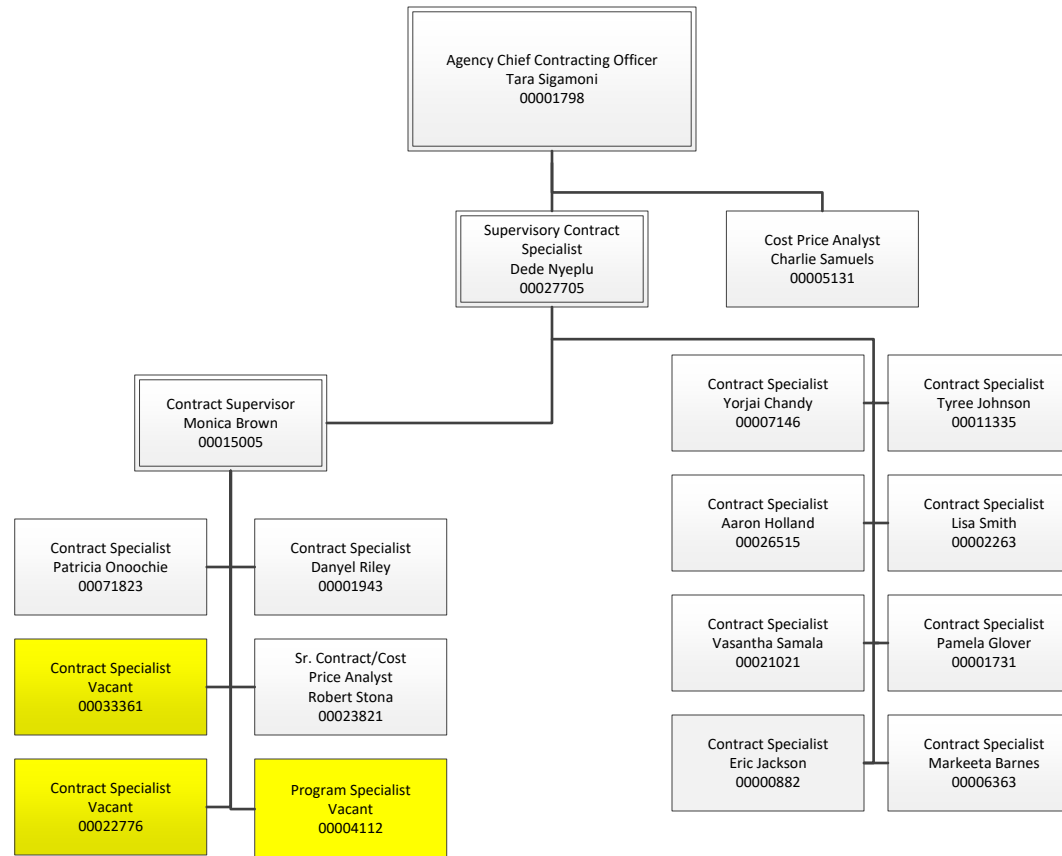 Agency Chief Contracting Officer
Tara Sigamoni
00001798
Supervisory Contract
Specialist
Dede Nyeplu
00027705
Cost Price Analyst
Charlie Samuels
00005131
Contract Supervisor
Monica Brown
00015005
Contract Specialist
Yorjai Chandy
00007146
Contract Specialist
Tyree Johnson
00011335
Contract Specialist
Aaron Holland
00026515
Contract Specialist
Lisa Smith
00002263
Contract Specialist
Patricia Onoochie
00071823
Contract Specialist
Danyel Riley
00001943
Contract Specialist
Vasantha Samala
00021021
Contract Specialist
Pamela Glover
00001731
Contract Specialist
Vacant
00033361
Sr. Contract/Cost
Price Analyst
Robert Stona
00023821
Contract Specialist
Eric Jackson
00000882
Contract Specialist
Markeeta Barnes
00006363
Contract Specialist
Vacant
00022776
Program Specialist
Vacant
00004112